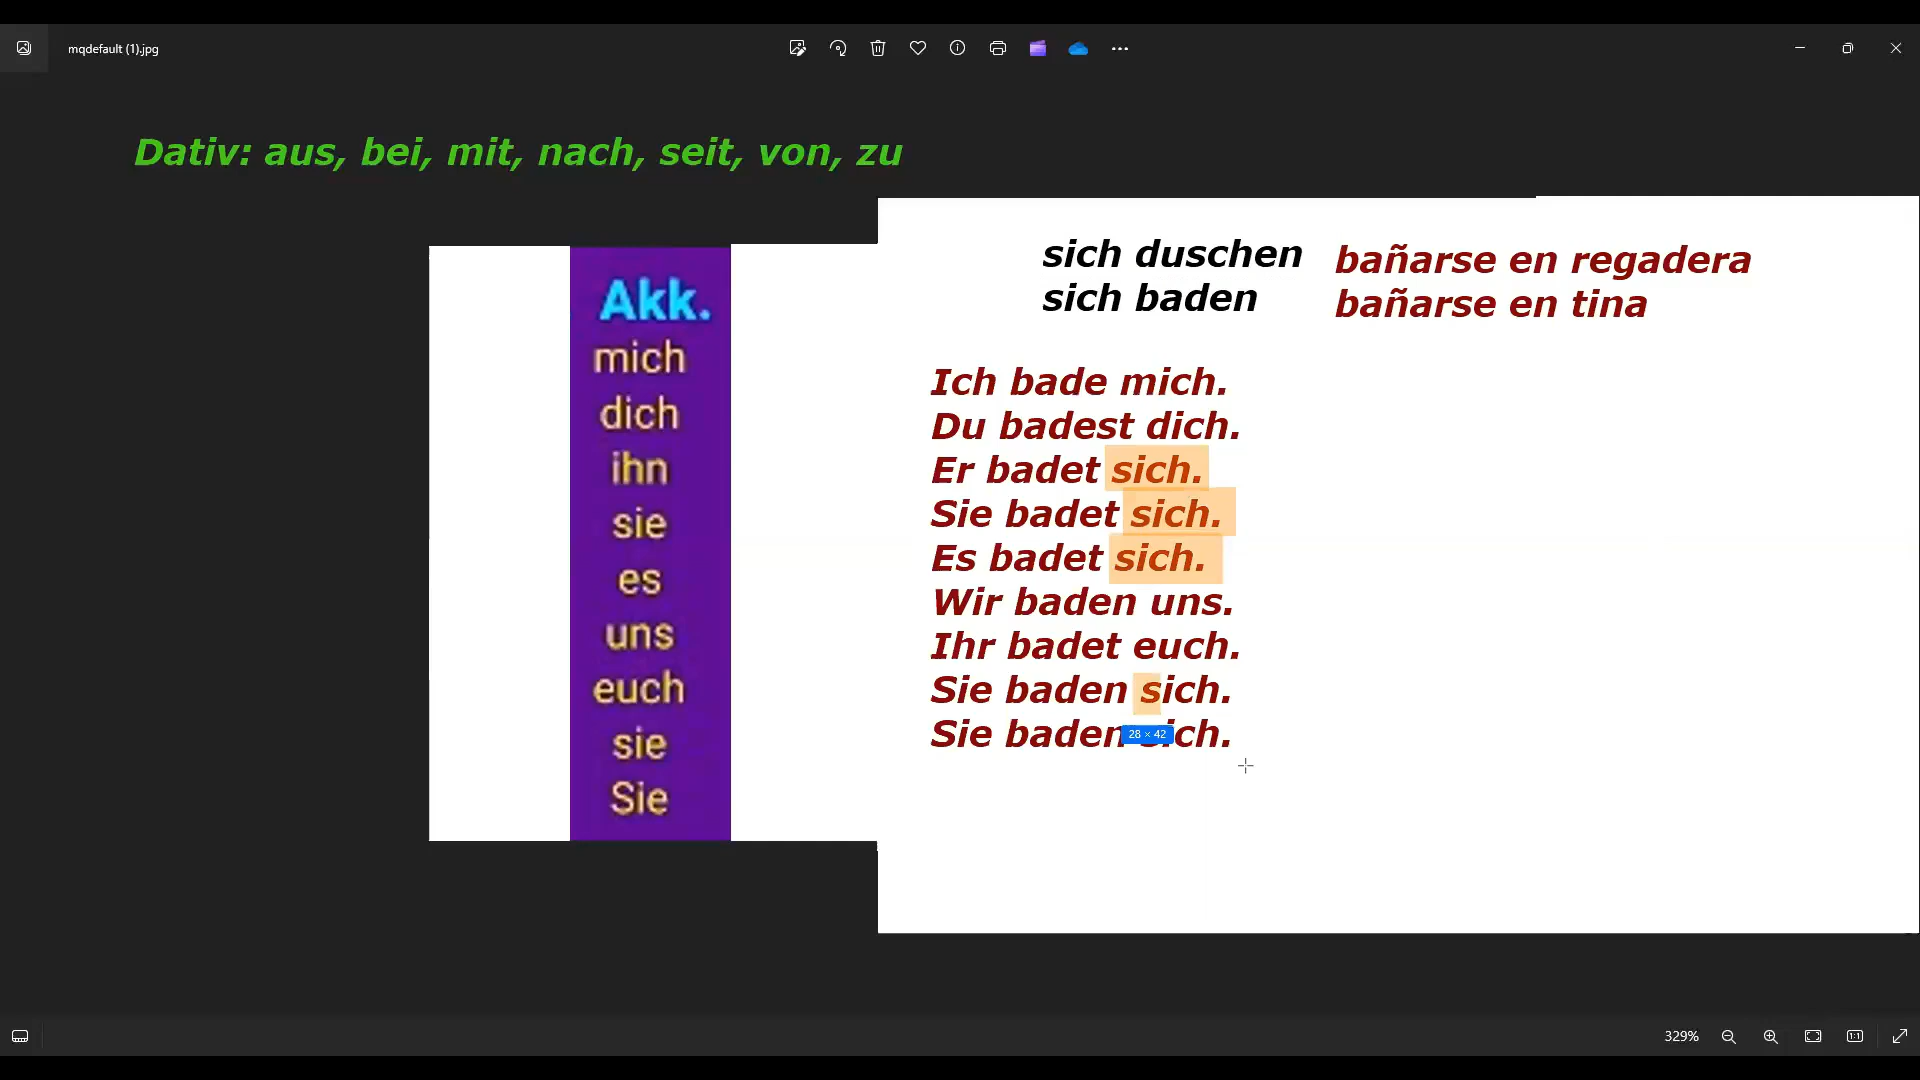 mqdefault (1).jpg
Dativ: aus, bei, mit, nach, seit, von, zu
Akk.
mich
dich
ihn
sie
es
uns
euch
sie
Sie
sich duschen
sich baden
bañarse en regadera
bañarse en tina
Ich bade mich.
Du badest dich.
Er badet sich.
Sie badet sich.
Es badet sich.
Wir baden uns.
Ihr badet euch.
Sie baden sich.
Sie baden sich.
28 × 42
329%
1:1